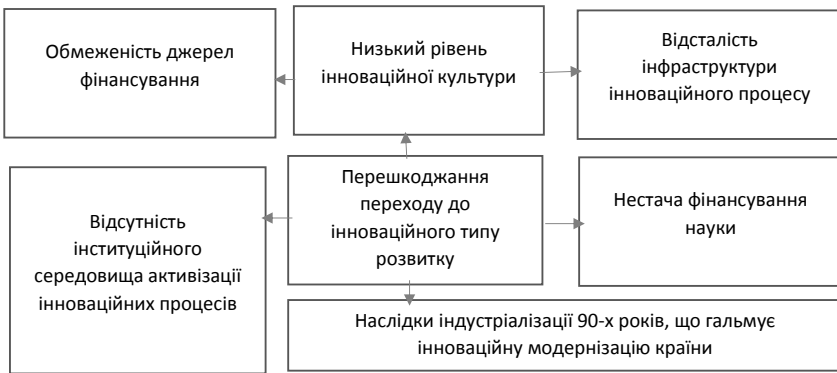 Обмеженість джерел
фінансування
Низький рівень
інноваційної культури
Відсталість
інфраструктури
інноваційного процесу
Відсутність
інституційного
середовища активізації
інноваційних процесів
Перешкоджання
переходу до
інноваційного типу
розвитку
Нестача фінансування
науки
Наслідки індустріалізації 90-х років, що гальмує
інноваційну модернізацію країни